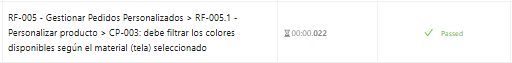 RF-005 - Gestionar Pedidos Personalizados > RF-005.1 -
Personalizar producto > CP-003: debe filtrar los colores
disponibles según el material (tela) seleccionado
00:00.022
Passed